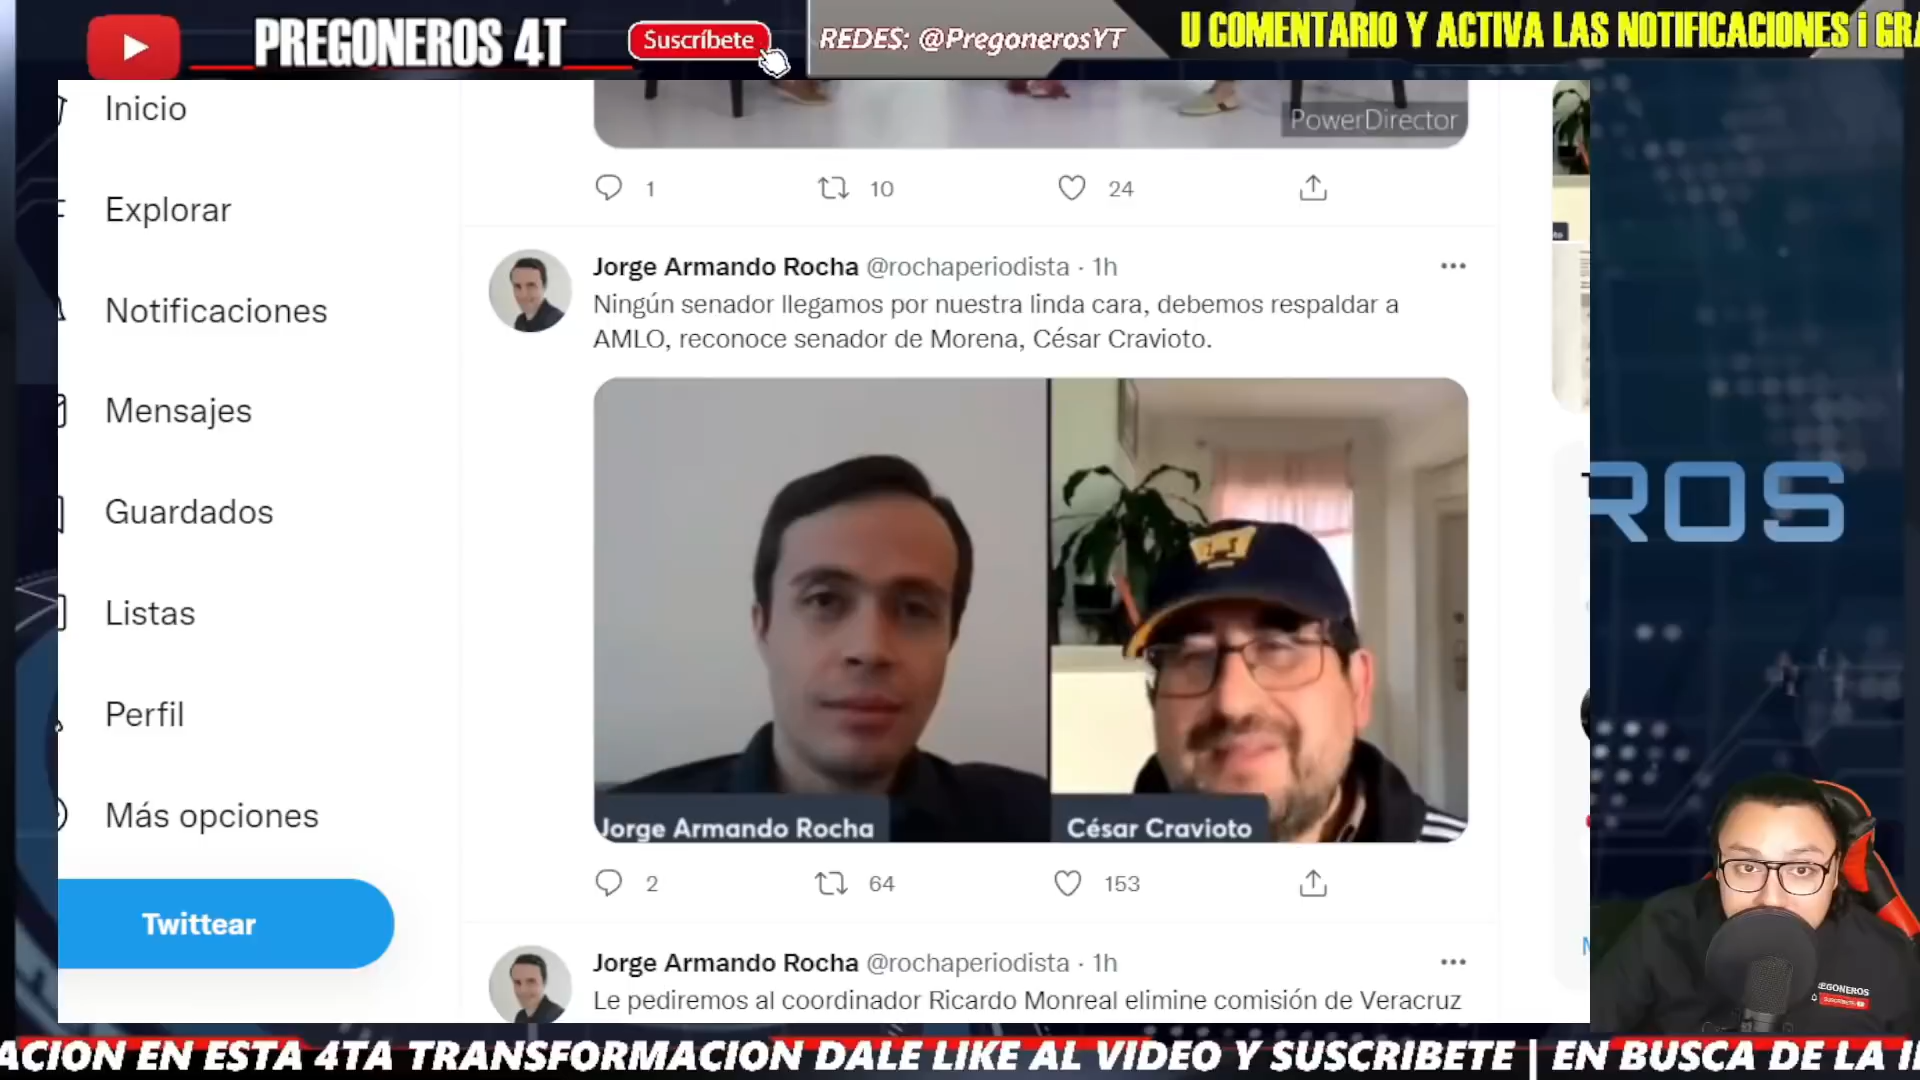 PREGONEROS 4T
Suscríbete
REDES: @PregonerosYT
U COMENTARIO Y ACTIVA LAS NOTIFICACIONES ¡ GRA
Inicio
Explorar
Notificaciones
Mensajes
Guardados
Listas
Perfil
Más opciones
Twittear
PowerDirector
1
10
24
Jorge Armando Rocha @rochaperiodista · 1h
Ningún senador llegamos por nuestra linda cara, debemos respaldar a
AMLO, reconoce senador de Morena, César Cravioto.
Jorge Armando Rocha
César Cravioto
2
64
153
Jorge Armando Rocha @rochaperiodista · 1h
Le pediremos al coordinador Ricardo Monreal elimine comisión de Veracruz
ROS
REGONEROS
ACION EN ESTA 4TA TRANSFORMACION DALE LIKE AL VIDEO Y SUSCRIBETE | EN BUSCA DE LA I